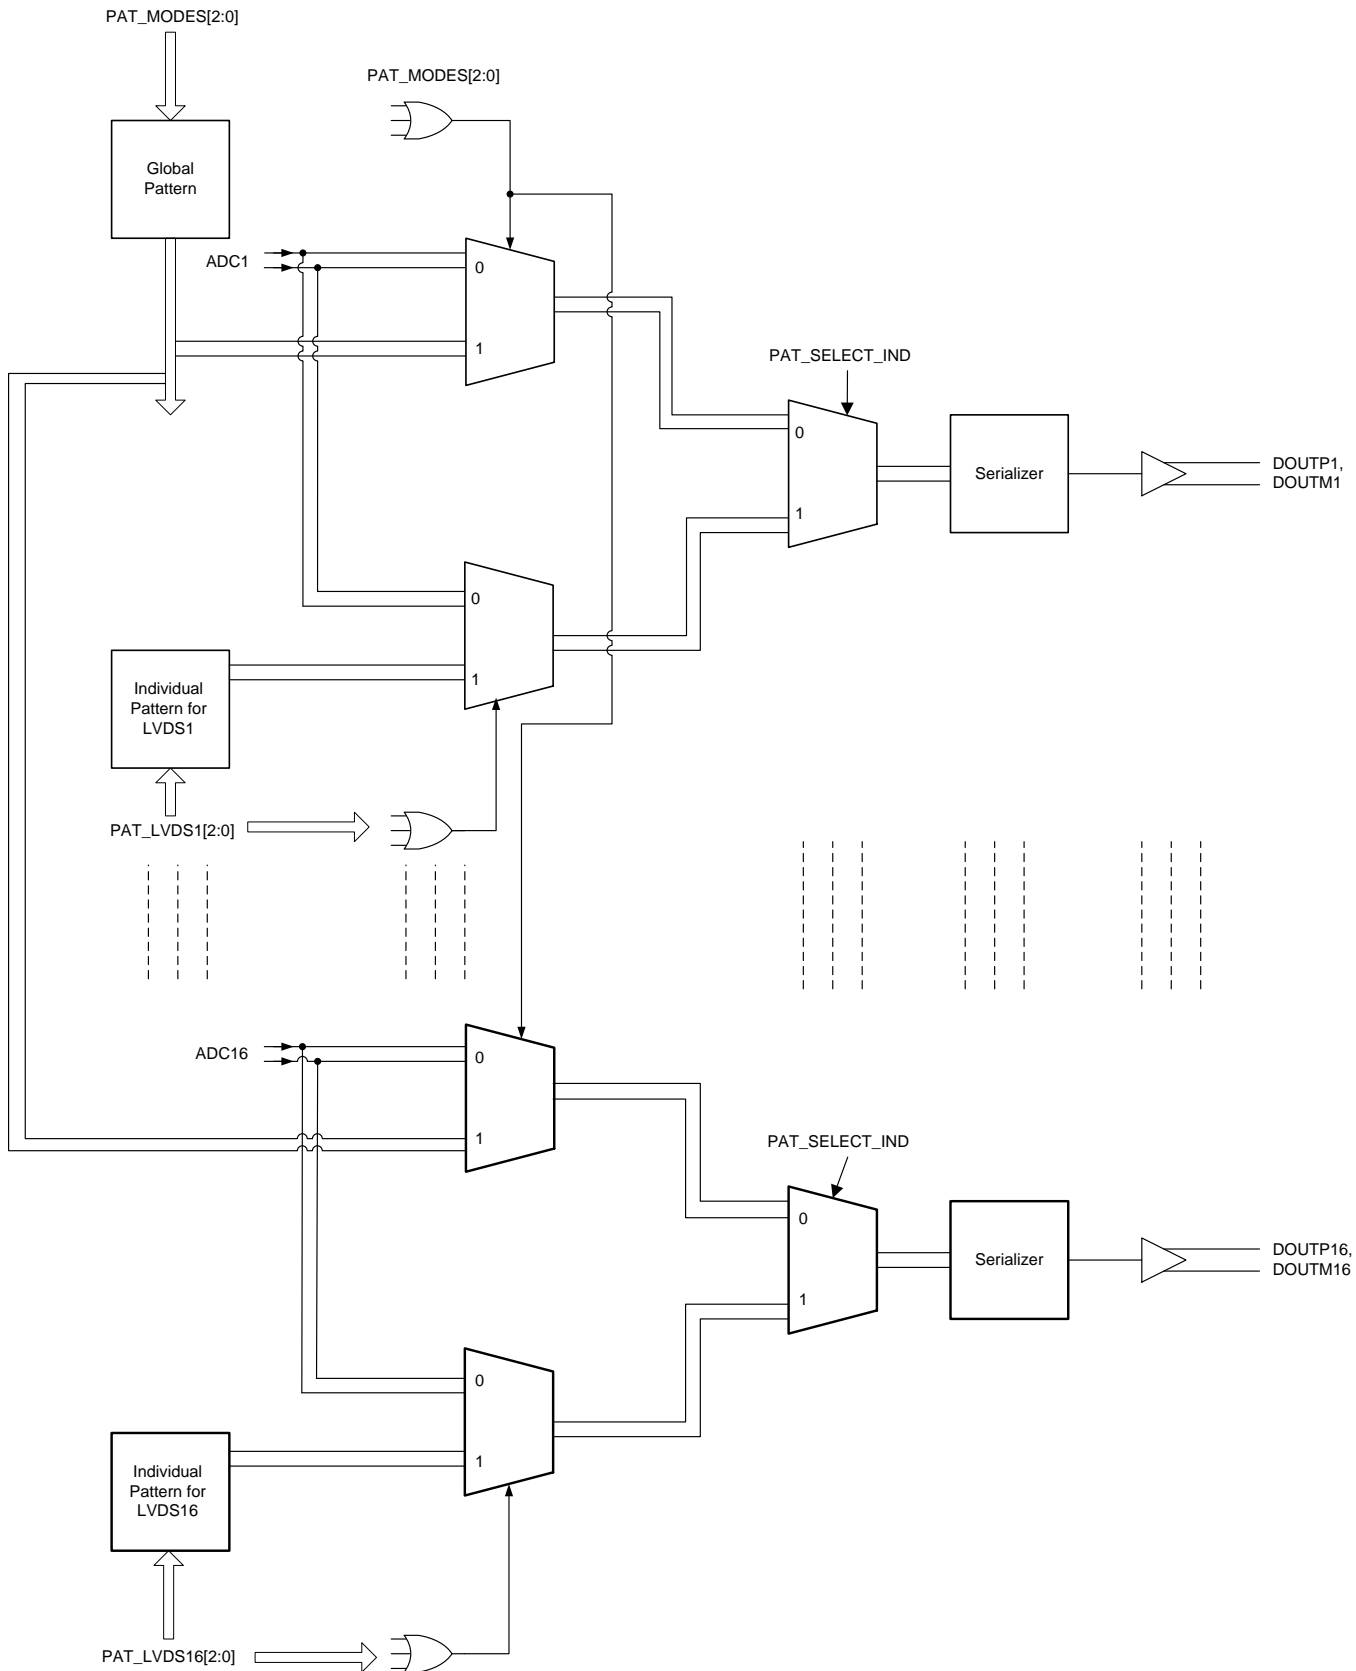 PAT_MODES[2:0]
PAT_MODES[2:0]
Global
Pattern
ADC1
0
1
PAT_SELECT_IND
0
1
Serializer
DOUTP1,
DOUTM1
0
1
Individual
Pattern for
LVDS1
PAT_LVDS1[2:0]
ADC16
0
1
PAT_SELECT_IND
0
1
Serializer
DOUTP16,
DOUTM16
0
1
Individual
Pattern for
LVDS16
PAT_LVDS16[2:0]